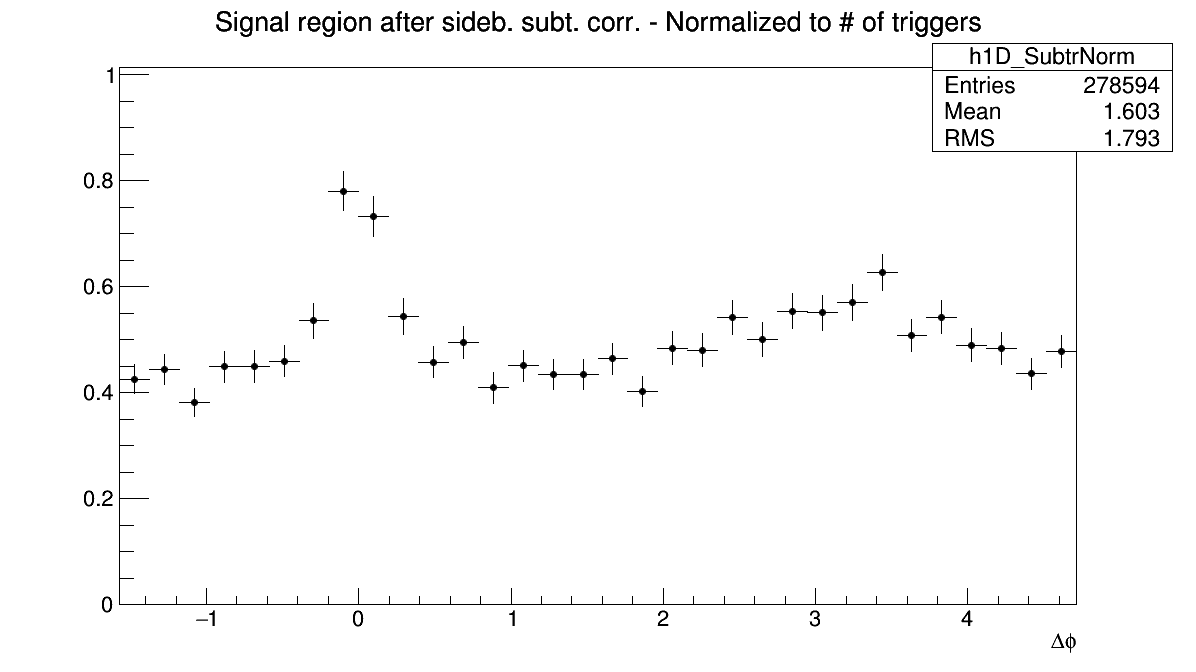 Signal region after sideb. subt. corr. - Normalized to # of triggers
h1D_SubtrNorm
Entries 278594
Mean 1.603
RMS 1.793
1
0.8
0.6
0.4
0.2
0
−1 0 1 2 3 4
Δϕ